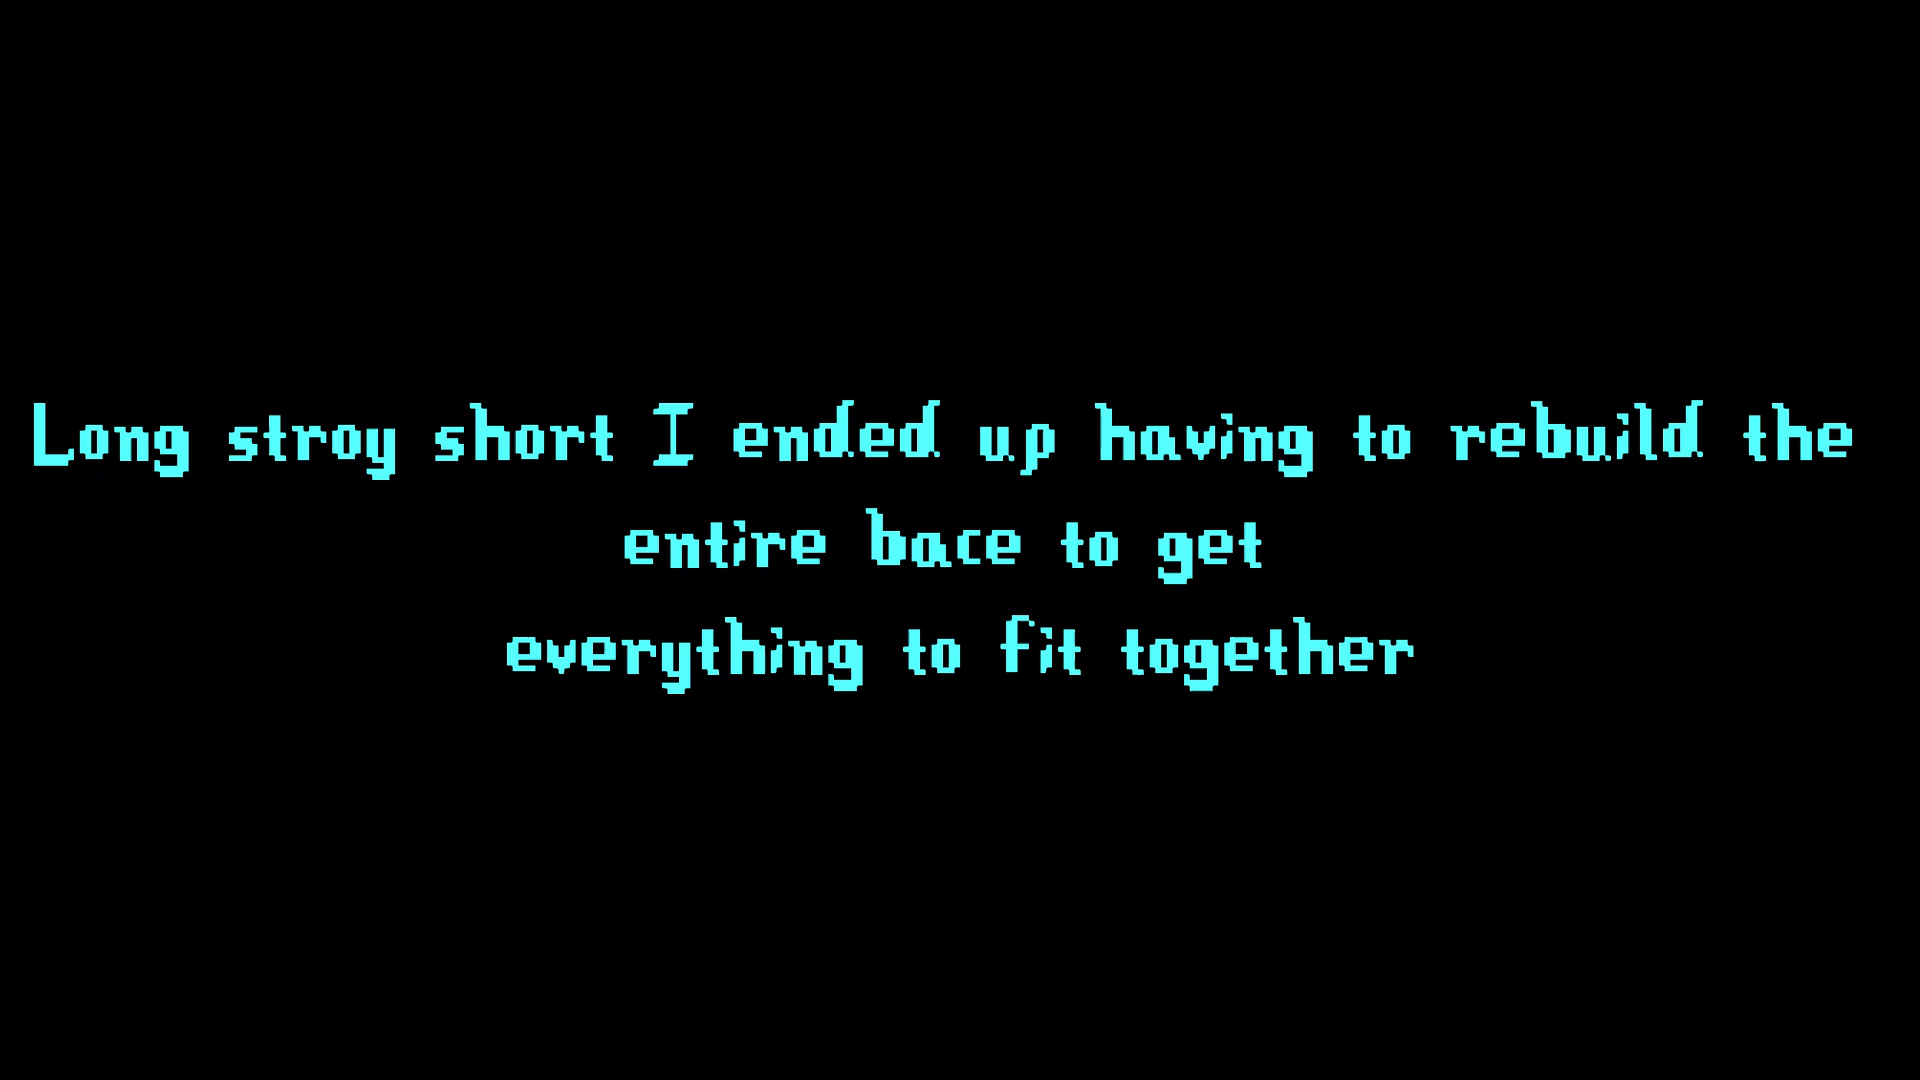 Long stroy short I ended up having to rebuild the
entire bace to get
everything to fit together